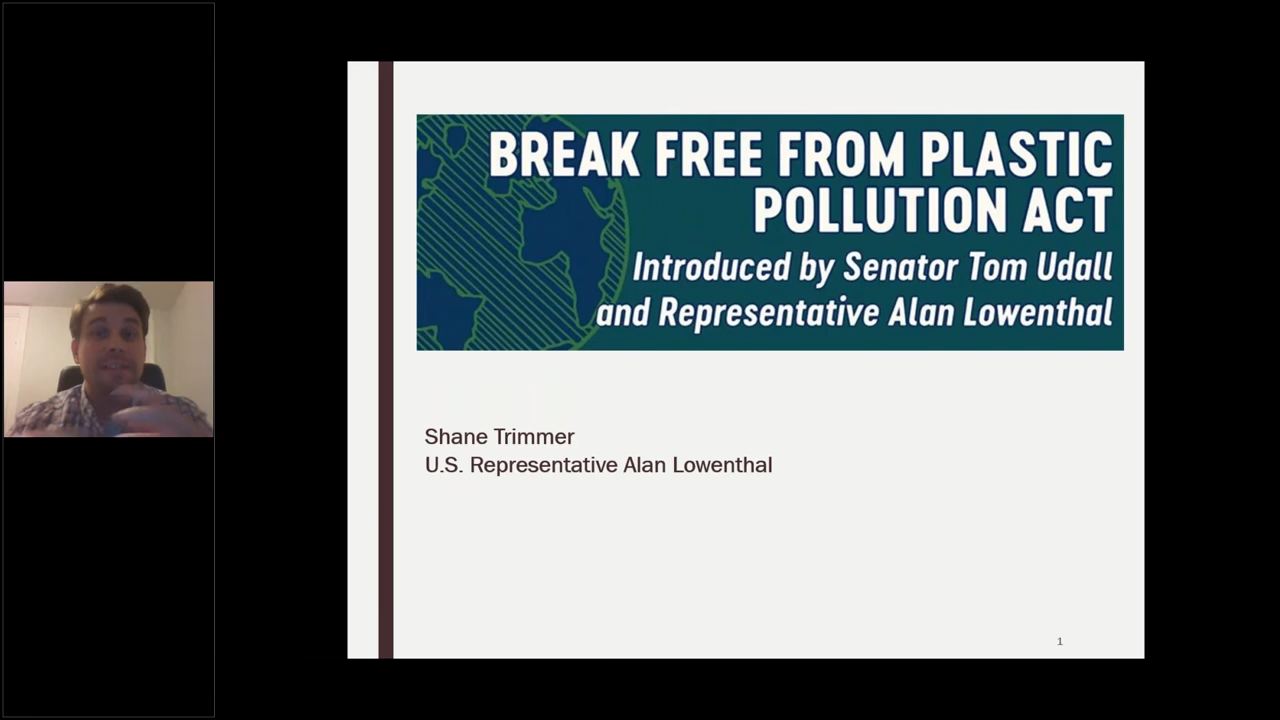 BREAK FREE FROM PLASTIC
POLLUTION ACT
Introduced by Senator Tom Udall
and Representative Alan Lowenthal
Shane Trimmer
U.S. Representative Alan Lowenthal
1